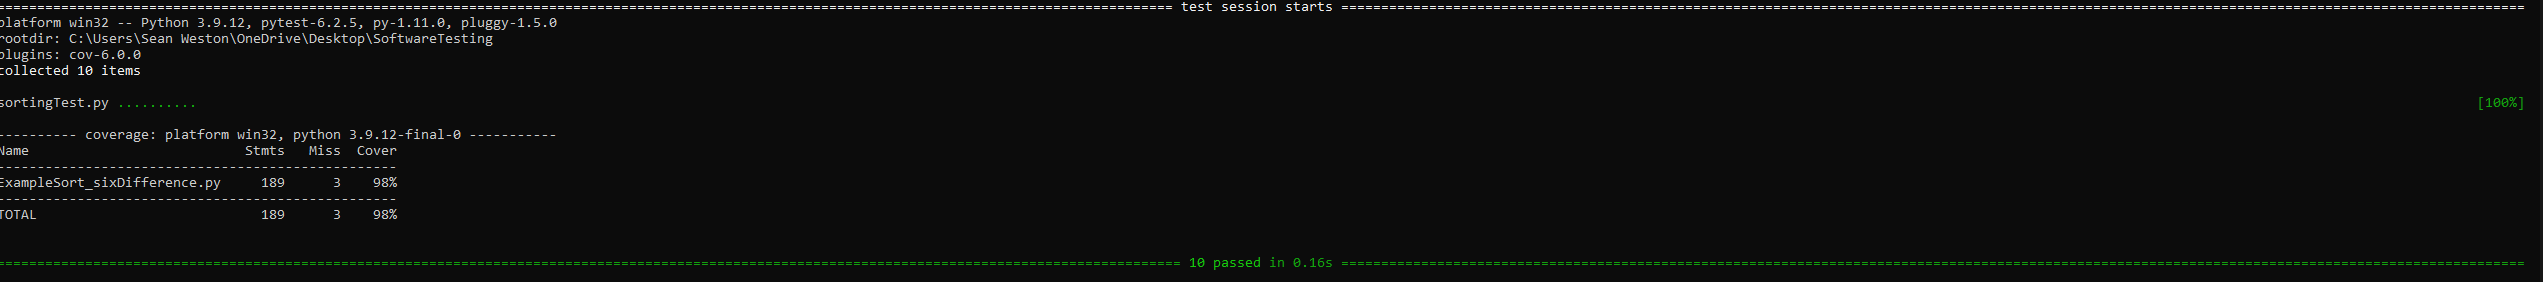 ============ test session starts ============
platform win32 -- Python 3.9.12, pytest-6.2.5, py-1.11.0, pluggy-1.5.0
rootdir: C:\Users\Sean Weston\OneDrive\Desktop\SoftwareTesting
plugins: cov-6.0.0
collected 10 items
sortingTest.py .......... [100%]
---------- coverage: platform win32, python 3.9.12-final-0 -----------
Name Stmts Miss Cover
-------------------------------------------------
ExampleSort_sixDifference.py 189 3 98%
-------------------------------------------------
TOTAL 189 3 98%
============ 10 passed in 0.16s ============